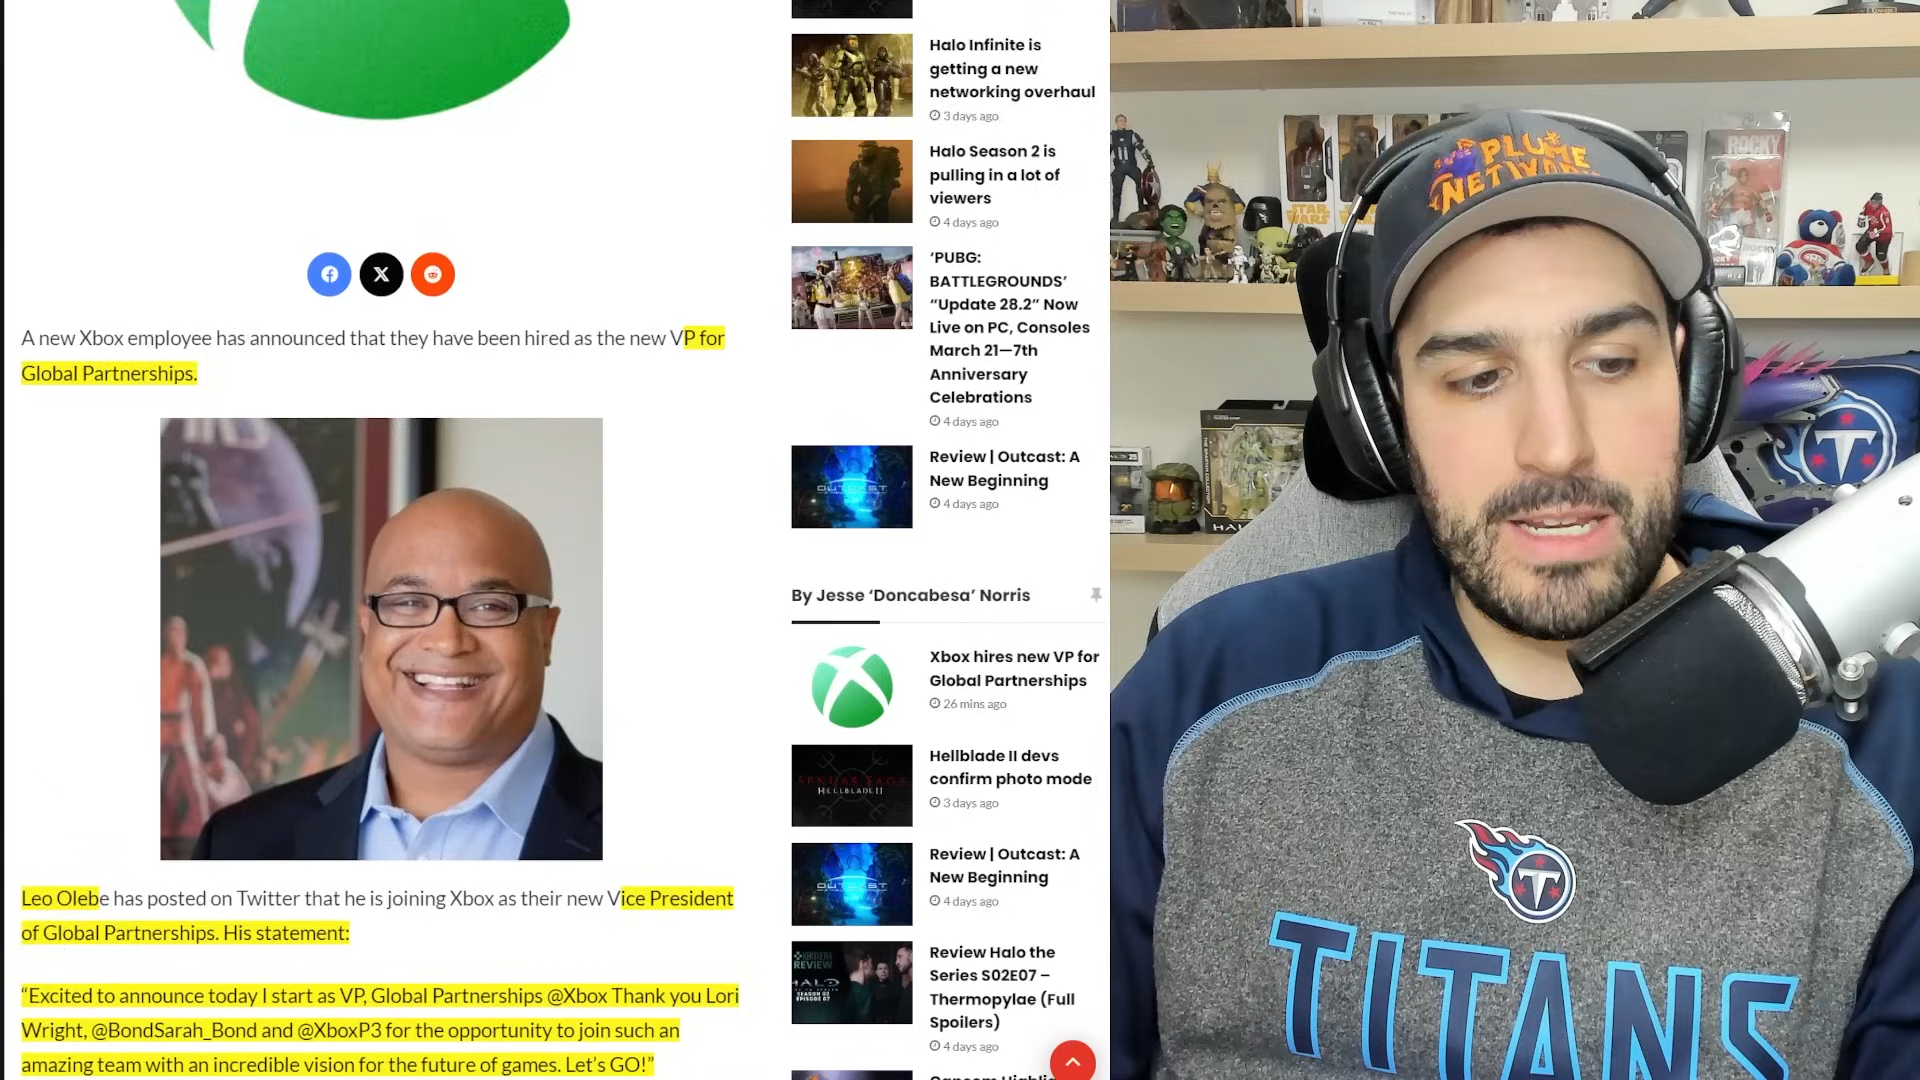 A new Xbox employee has announced that they have been hired as the new VP for
Global Partnerships.
Leo Olebe has posted on Twitter that he is joining Xbox as their new Vice President
of Global Partnerships. His statement:
“Excited to announce today I start as VP, Global Partnerships @Xbox Thank you Lori
Wright, @BondSarah_Bond and @XboxP3 for the opportunity to join such an
amazing team with an incredible vision for the future of games. Let’s GO!”
Halo Infinite is
getting a new
networking overhaul
3 days ago
Halo Season 2 is
pulling in a lot of
viewers
4 days ago
‘PUBG:
BATTLEGROUNDS’
“Update 28.2” Now
Live on PC, Consoles
March 21—7th
Anniversary
Celebrations
4 days ago
OUTCAST
Review | Outcast: A
New Beginning
4 days ago
By Jesse ‘Doncabesa’ Norris
Xbox hires new VP for
Global Partnerships
26 mins ago
HELLBLADE II
Hellblade II devs
confirm photo mode
3 days ago
OUTCAST
Review | Outcast: A
New Beginning
4 days ago
REVIEW
HALO
Review Halo the
Series S02E07 –
Thermopylae (Full
Spoilers)
4 days ago
PLUME
NETWORK
STAR
WARS
ROCKY
HALO
T
TITANS